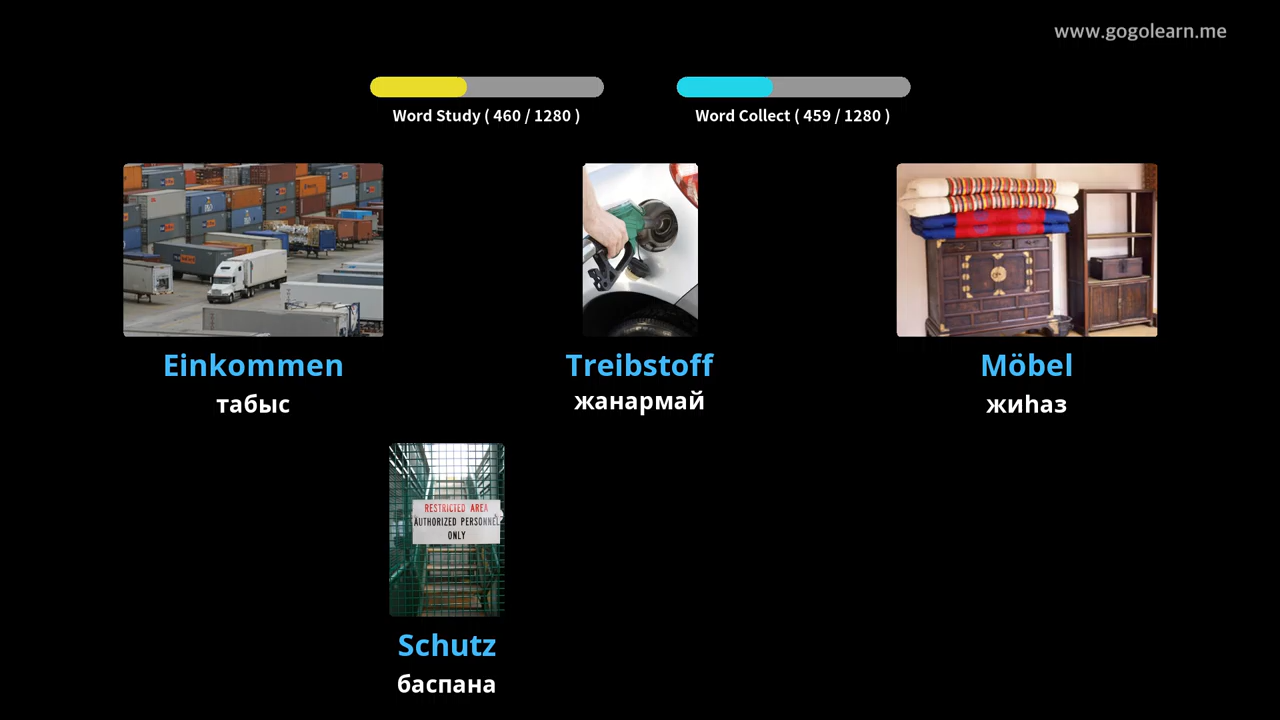 www.gogolearn.me
Word Study ( 460 / 1280 )
Word Collect ( 459 / 1280 )
Einkommen
табыс
Treibstoff
жанармай
Möbel
жиһаз
RESTRICTED AREA
AUTHORIZED PERSONNEL
ONLY
Schutz
баспана